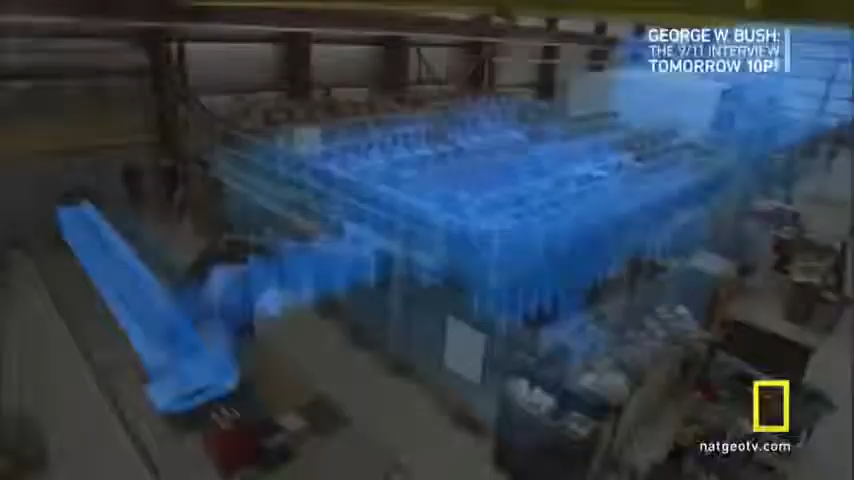 GEORGE W. BUSH:
THE 9/11 INTERVIEW
TOMORROW 10P!
natgeotv.com